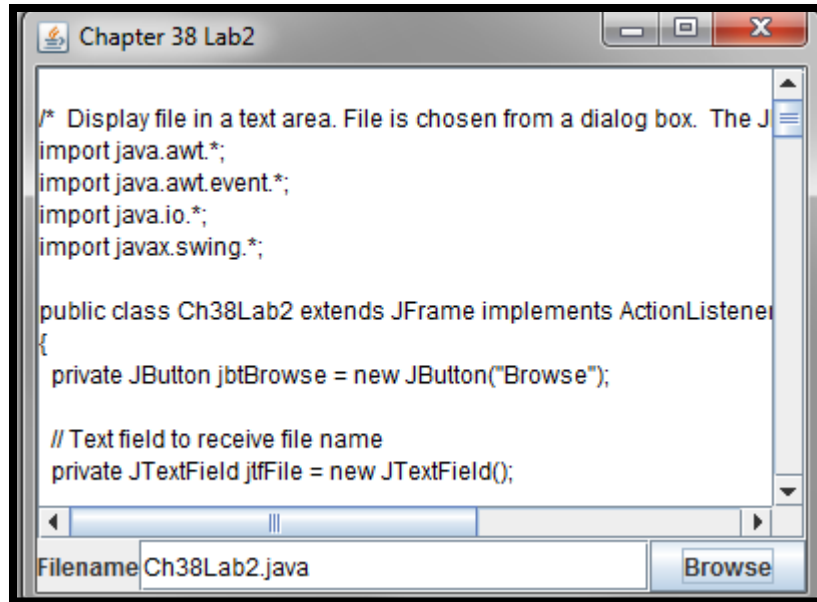 Chapter 38 Lab2
/*  Display file in a text area. File is chosen from a dialog box.  The
import java.awt.*;
import java.awt.event.*;
import java.io.*;
import javax.swing.*;
public class Ch38Lab2 extends JFrame implements ActionListener
{
private JButton jbtBrowse = new JButton("Browse");
// Text field to receive file name
private JTextField jtfFile = new JTextField();
Filename Ch38Lab2.java Browse